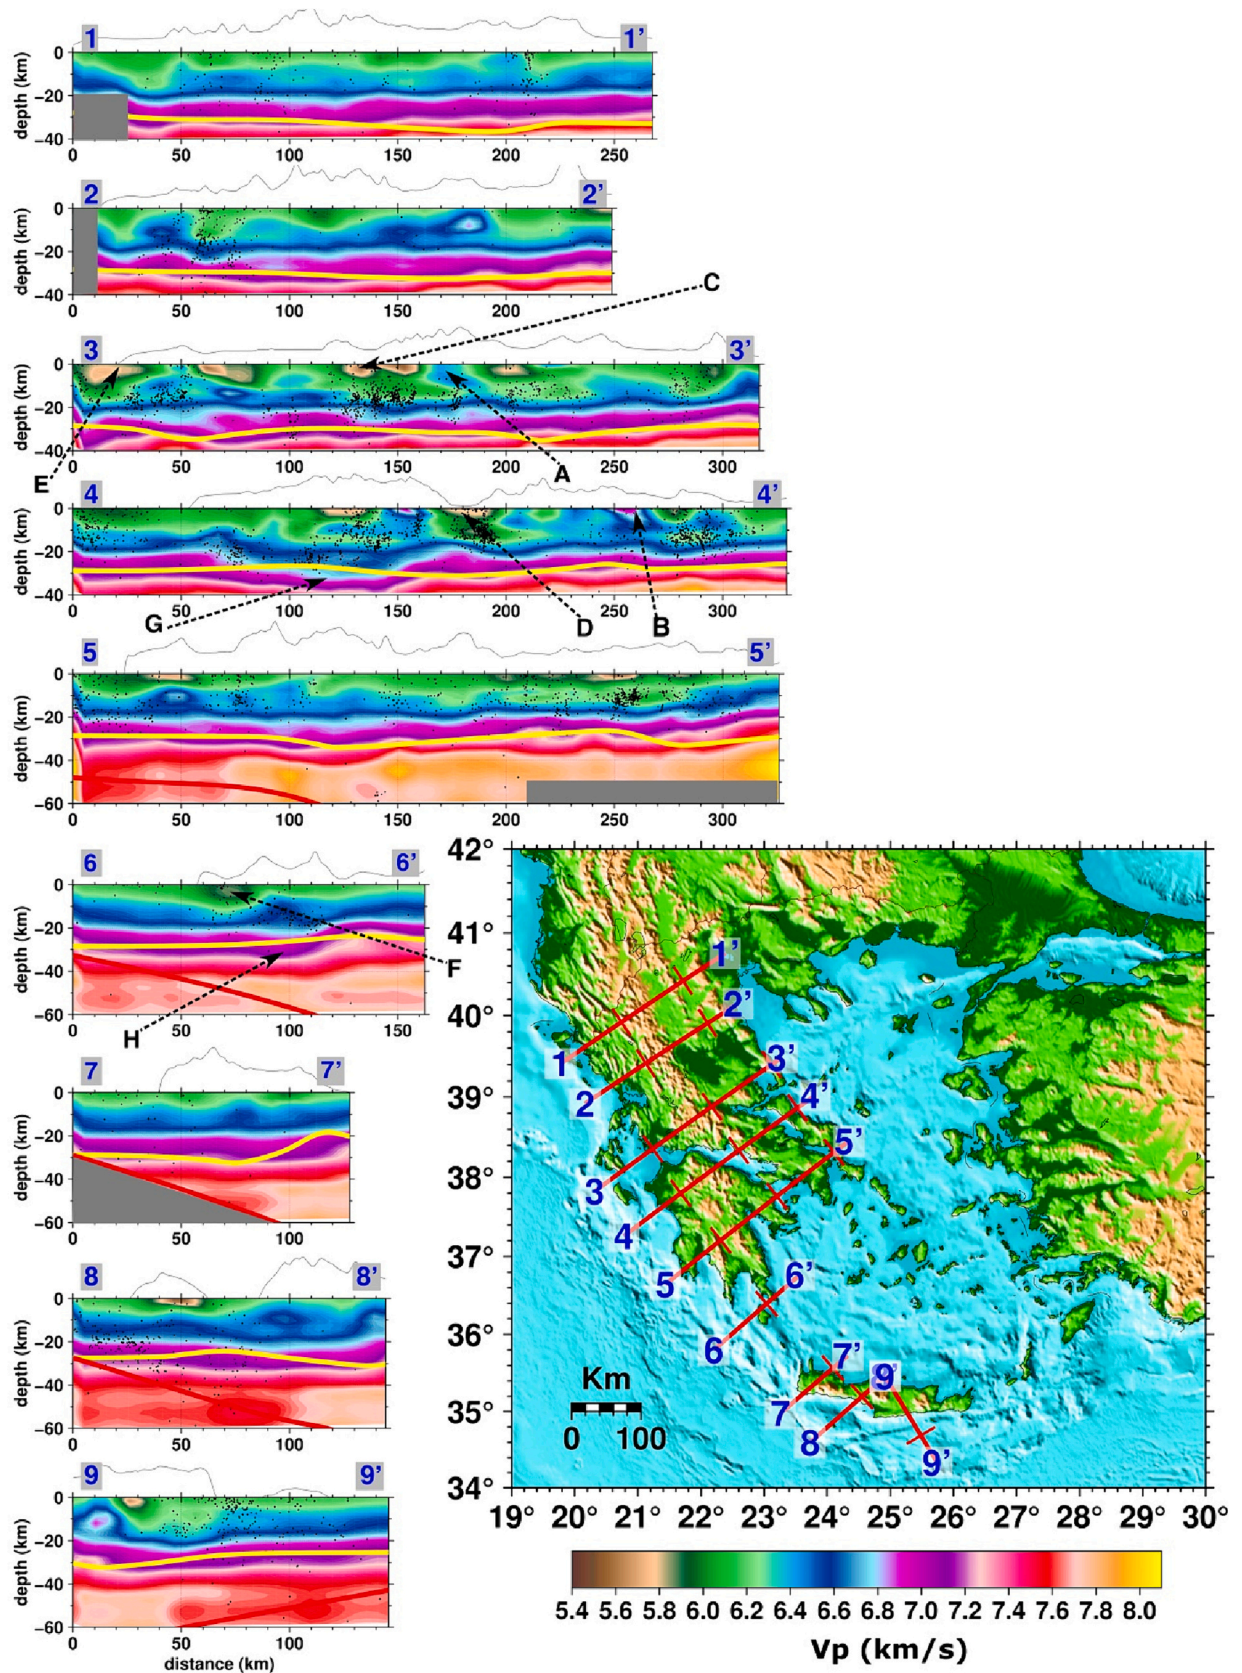 1 1'
depth (km)
0
−20
−40
0 50 100 150 200 250
2 2'
depth (km)
0
−20
−40
0 50 100 150 200
C
3 3'
depth (km)
0
−20
−40
0 50 100 150 200 250 300
E A
4 4'
depth (km)
0
−20
−40
0 50 100 150 200 250 300
G D B
5 5'
depth (km)
0
−20
−40
−60
0 50 100 150 200 250 300
6 6'
depth (km)
0
−20
−40
−60
0 50 100 150
F
H
7 7'
depth (km)
0
−20
−40
−60
0 50 100
8 8'
depth (km)
0
−20
−40
−60
0 50 100
9 9'
depth (km)
0
−20
−40
−60
0 50 100
distance (km)
42°
41°
40°
39°
38°
37°
36°
35°
34°
19° 20° 21° 22° 23° 24° 25° 26° 27° 28° 29° 30°
1 1'
2 2'
3 3'
4 4'
5 5'
6 6'
7 7'
8 9'
9'
Km
0 100
5.4 5.6 5.8 6.0 6.2 6.4 6.6 6.8 7.0 7.2 7.4 7.6 7.8 8.0
Vp (km/s)